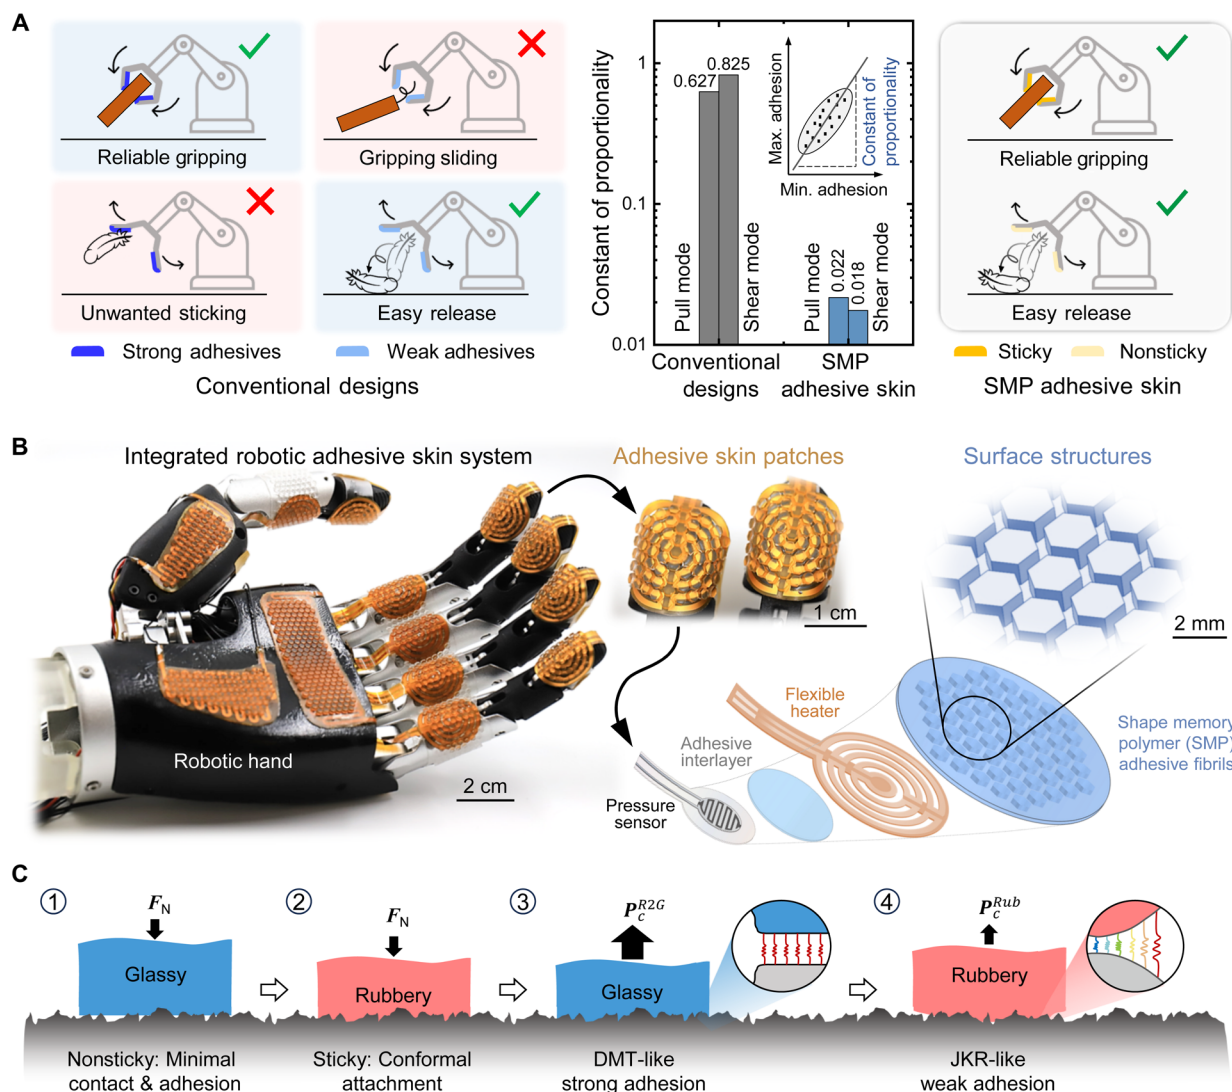 A
Reliable gripping
Gripping sliding
Unwanted sticking
Easy release
Strong adhesives
Weak adhesives
Conventional designs
Constant of proportionality
1
0.1
0.01
0.627
0.825
Pull mode
Shear mode
0.022
0.018
Pull mode
Shear mode
Max. adhesion
Min. adhesion
Constant of
proportionality
Conventional
designs
SMP
adhesive skin
Reliable gripping
Easy release
Sticky
Nonsticky
SMP adhesive skin
B
Integrated robotic adhesive skin system
Adhesive skin patches
Surface structures
Robotic hand
2 cm
1 cm
2 mm
Pressure
sensor
Adhesive
interlayer
Flexible
heater
Shape memory
polymer (SMP)
adhesive fibrils
C
1
F_N
Glassy
Nonsticky: Minimal
contact & adhesion
2
F_N
Rubbery
Sticky: Conformal
attachment
3
P_c^{R2G}
Glassy
DMT-like
strong adhesion
4
P_c^{Rub}
Rubbery
JKR-like
weak adhesion